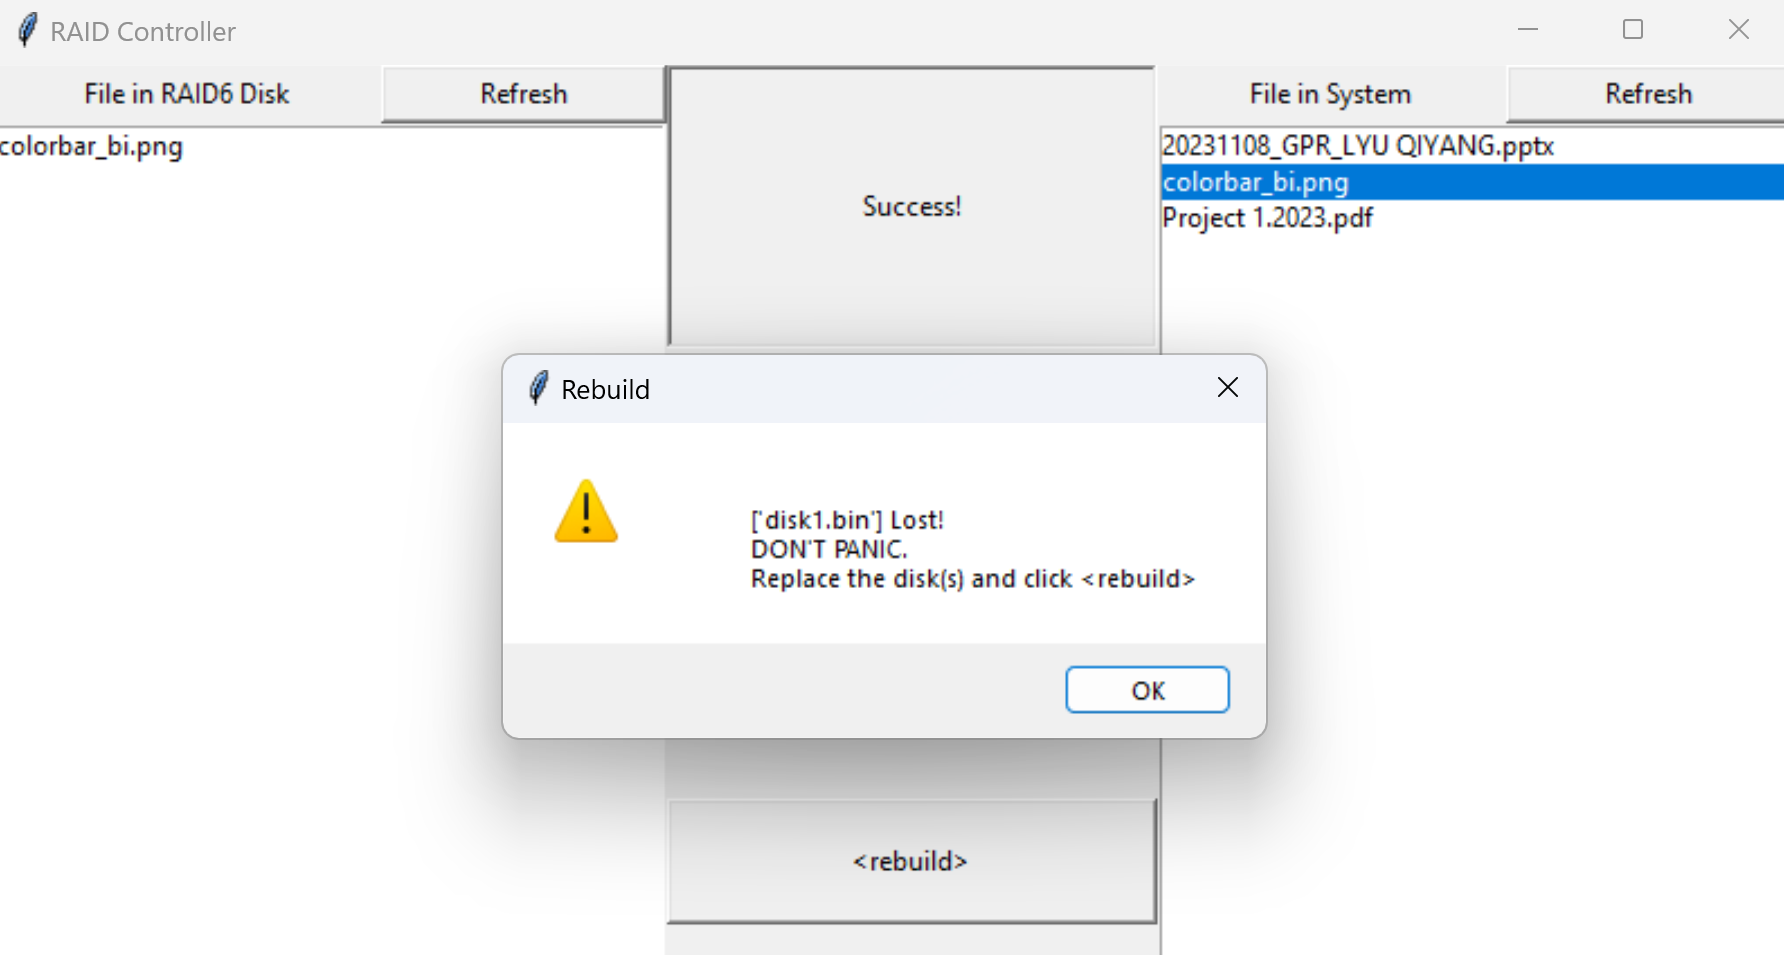 RAID Controller
File in RAID6 Disk
Refresh
File in System
Refresh
colorbar_bi.png
Success!
20231108_GPR_LYU QIYANG.pptx
colorbar_bi.png
Project 1.2023.pdf
Rebuild
['disk1.bin'] Lost!
DON'T PANIC.
Replace the disk(s) and click <rebuild>
OK
<rebuild>